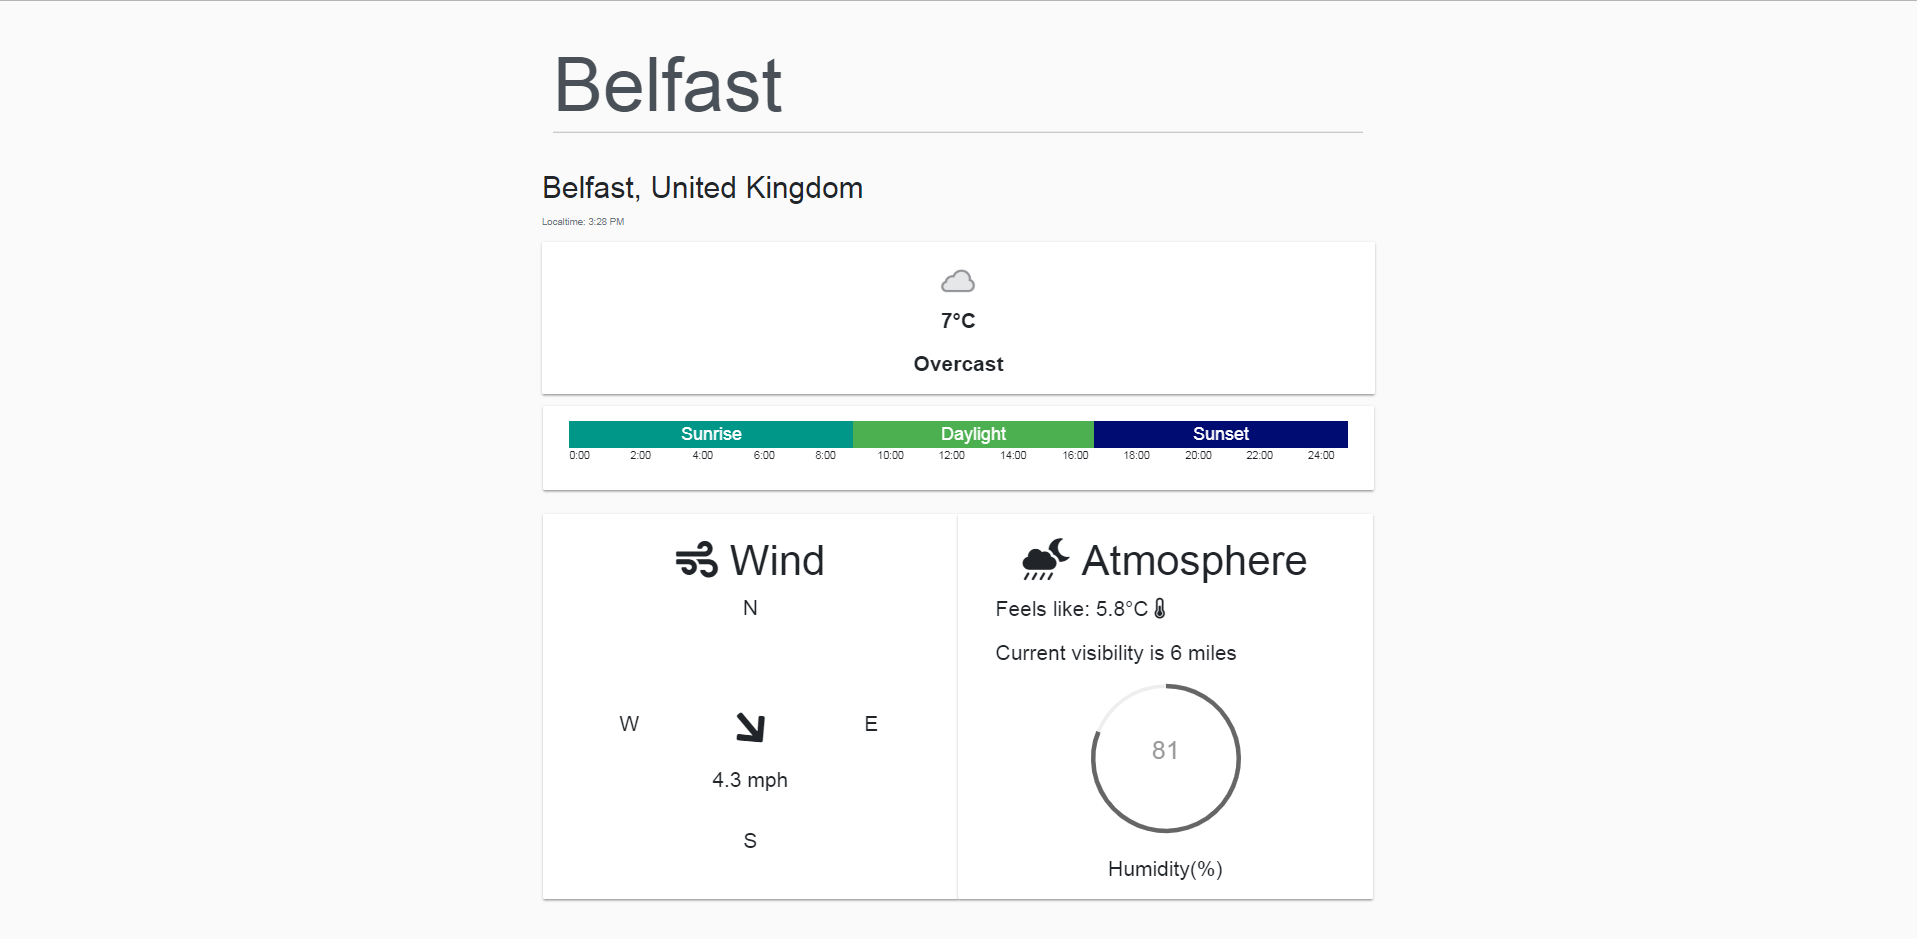 Belfast
Belfast, United Kingdom
Localtime: 3:28 PM
7°C
Overcast
Sunrise Daylight Sunset
0:00 2:00 4:00 6:00 8:00 10:00 12:00 14:00 16:00 18:00 20:00 22:00 24:00
Wind
N
W E
4.3 mph
S
Atmosphere
Feels like: 5.8°C
Current visibility is 6 miles
81
Humidity(%)